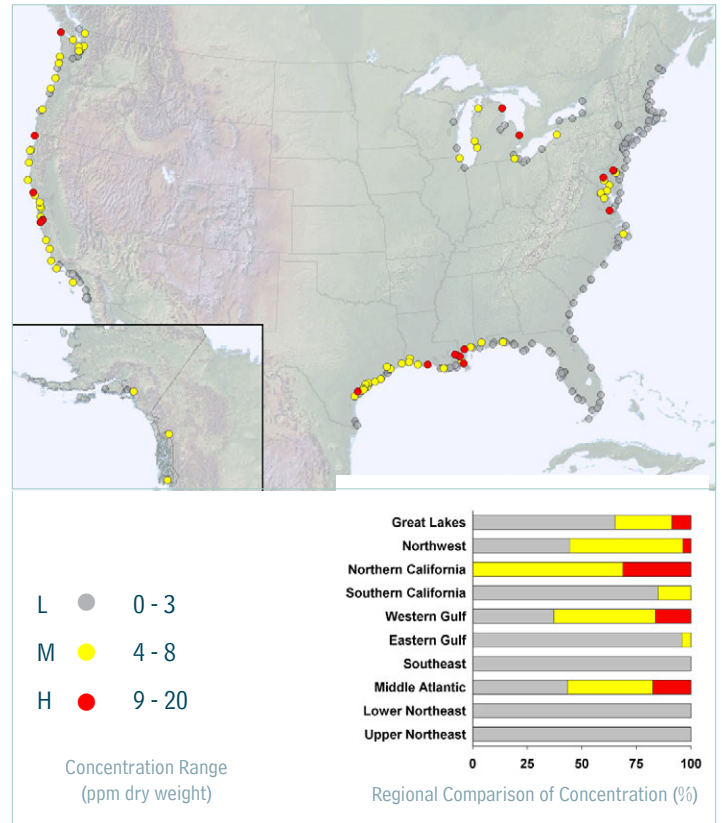 L 0 - 3
M 4 - 8
H 9 - 20
Concentration Range
(ppm dry weight)
Great Lakes
Northwest
Northern California
Southern California
Western Gulf
Eastern Gulf
Southeast
Middle Atlantic
Lower Northeast
Upper Northeast
0 25 50 75 100
Regional Comparison of Concentration (%)